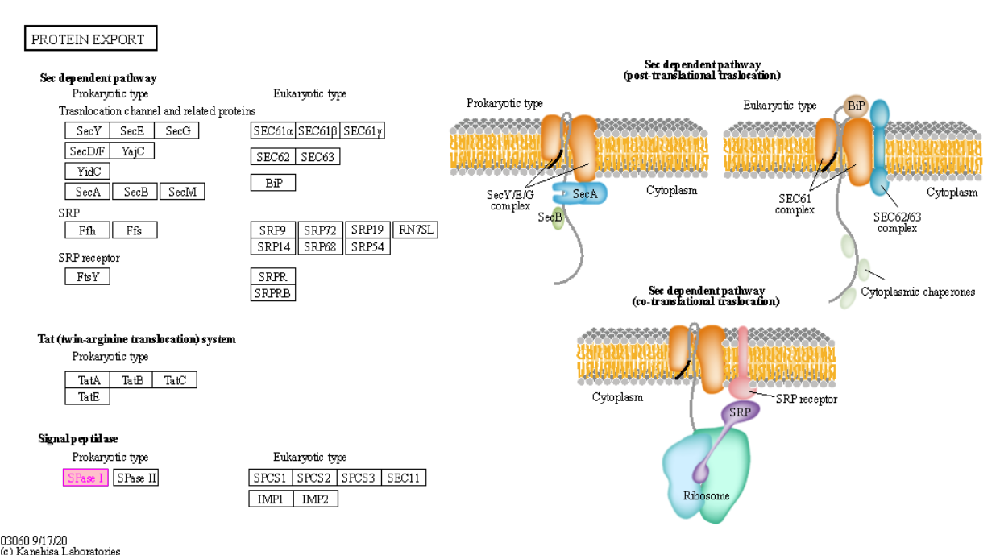 PROTEIN EXPORT
Sec dependent pathway
Prokaryotic type
Eukaryotic type
Trasnlocation channel and related proteins
SecY SecE SecG
SEC61α SEC61β SEC61γ
SecD/F YajC
SEC62 SEC63
YidC
BiP
SecA SecB SecM
SRP
Ffh Ffs
SRP9 SRP72 SRP19 RN7SL
SRP14 SRP68 SRP54
SRP receptor
FtsY
SRPR
SRPRB
Tat (twin-arginine translocation) system
Prokaryotic type
TatA TatB TatC
TatE
Signal peptidase
Prokaryotic type
Eukaryotic type
SPase I SPase II
SPCS1 SPCS2 SPCS3 SEC11
IMP1 IMP2
03060 9/17/20
(c) Kanehisa Laboratories
Sec dependent pathway
(post-translational traslocation)
Prokaryotic type
SecY/E/G
complex
SecA
SecB
Cytoplasm
Eukaryotic type
BiP
SEC61
complex
Cytoplasm
SEC62/63
complex
Cytoplasmic chaperones
Sec dependent pathway
(co-translational traslocation)
Cytoplasm
SRP receptor
SRP
Ribosome